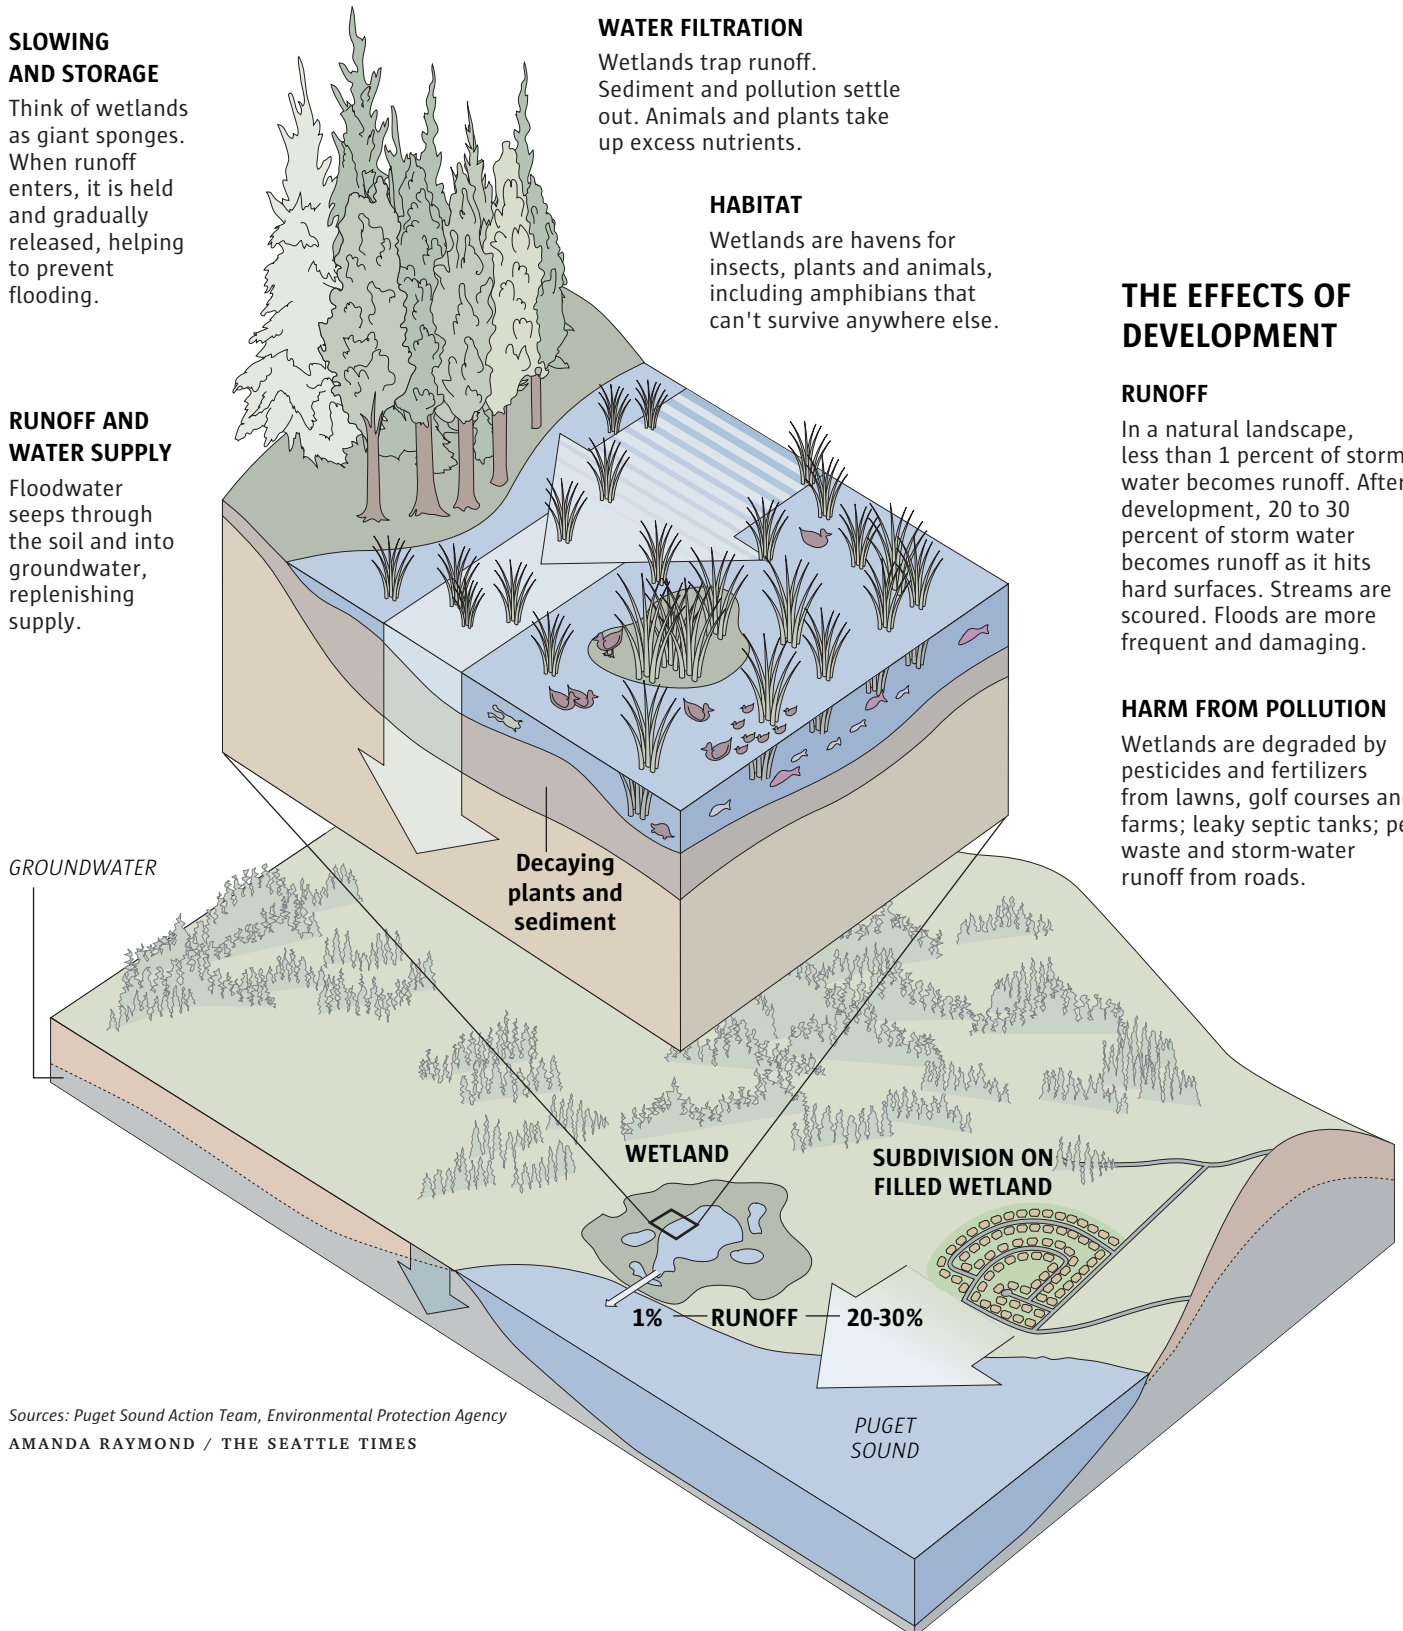 SLOWING
AND STORAGE
Think of wetlands
as giant sponges.
When runoff
enters, it is held
and gradually
released, helping
to prevent
flooding.
WATER FILTRATION
Wetlands trap runoff.
Sediment and pollution settle
out. Animals and plants take
up excess nutrients.
HABITAT
Wetlands are havens for
insects, plants and animals,
including amphibians that
can't survive anywhere else.
RUNOFF AND
WATER SUPPLY
Floodwater
seeps through
the soil and into
groundwater,
replenishing
supply.
THE EFFECTS OF
DEVELOPMENT
RUNOFF
In a natural landscape,
less than 1 percent of storm
water becomes runoff. After
development, 20 to 30
percent of storm water
becomes runoff as it hits
hard surfaces. Streams are
scoured. Floods are more
frequent and damaging.
HARM FROM POLLUTION
Wetlands are degraded by
pesticides and fertilizers
from lawns, golf courses
farms; leaky septic tanks;
waste and storm-water
runoff from roads.
GROUNDWATER
Decaying
plants and
sediment
WETLAND
SUBDIVISION ON
FILLED WETLAND
1% — RUNOFF — 20-30%
PUGET
SOUND
Sources: Puget Sound Action Team, Environmental Protection Agency
AMANDA RAYMOND / THE SEATTLE TIMES